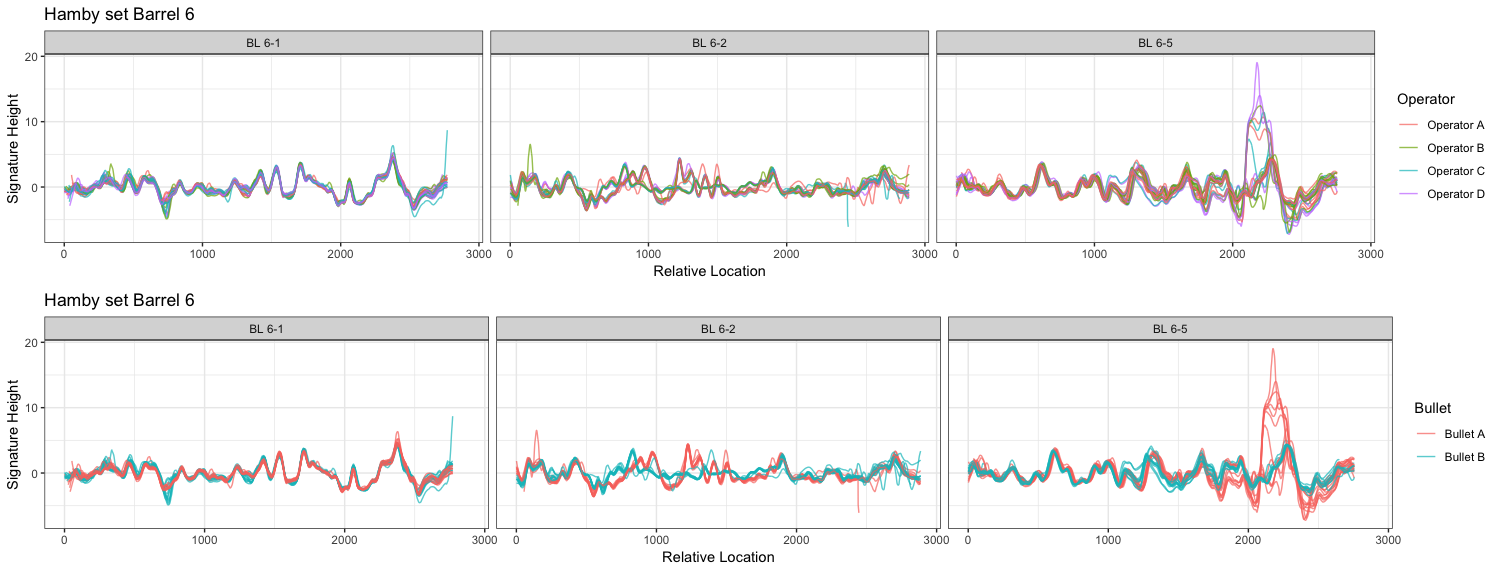 Hamby set Barrel 6
BL 6-1 BL 6-2 BL 6-5
20
10
0
Signature Height
0 1000 2000 3000 0 1000 2000 3000 0 1000 2000 3000
Relative Location
Operator
Operator A
Operator B
Operator C
Operator D
Hamby set Barrel 6
BL 6-1 BL 6-2 BL 6-5
20
10
0
Signature Height
0 1000 2000 3000 0 1000 2000 3000 0 1000 2000 3000
Relative Location
Bullet
Bullet A
Bullet B